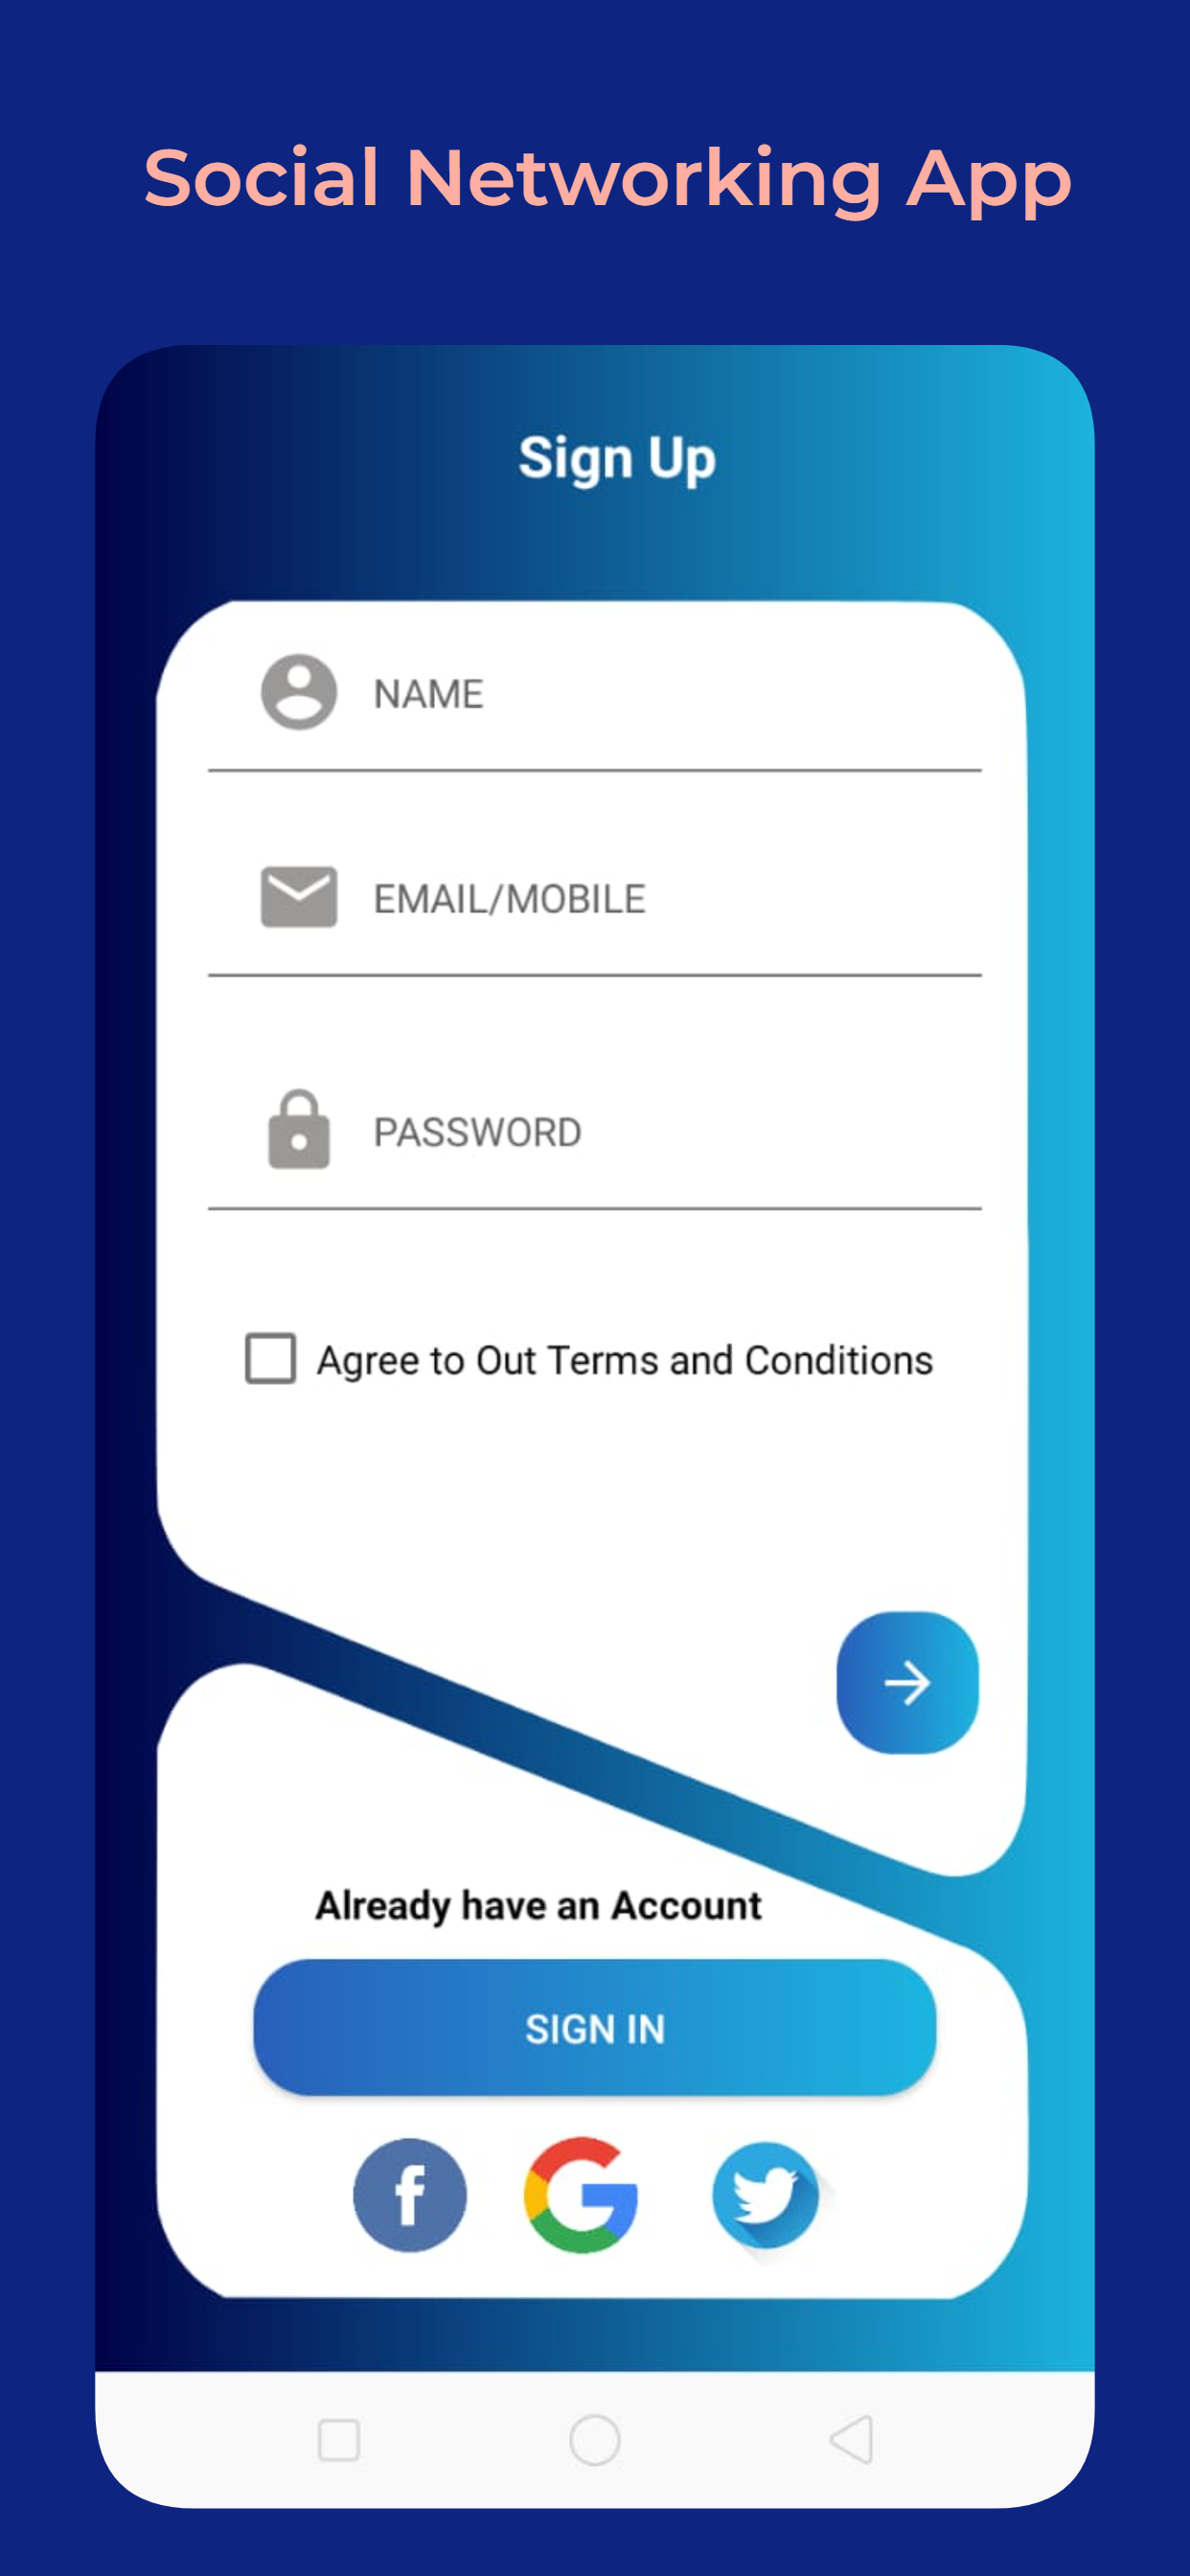 Social Networking App
Sign Up
NAME
EMAIL/MOBILE
PASSWORD
Agree to Out Terms and Conditions
Already have an Account
SIGN IN